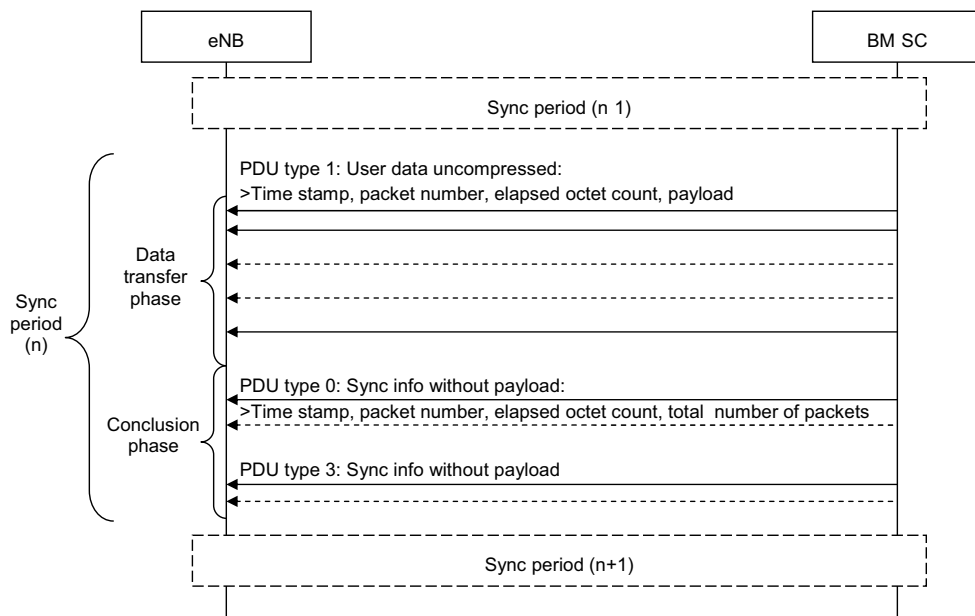 eNB
BM SC
Sync period (n 1)
PDU type 1: User data uncompressed:
>Time stamp, packet number, elapsed octet count, payload
Data
transfer
phase
Sync
period
(n)
PDU type 0: Sync info without payload:
>Time stamp, packet number, elapsed octet count, total number of packets
Conclusion
phase
PDU type 3: Sync info without payload
Sync period (n+1)